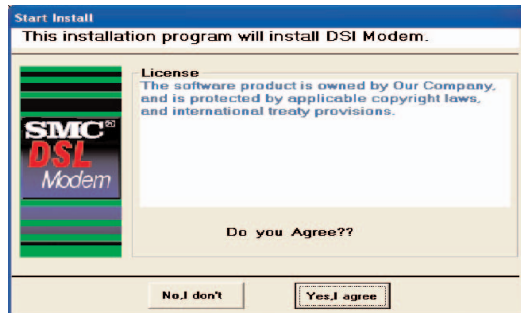 Start Install
This installation program will install DSI Modem.
License
The software product is owned by Our Company,
and is protected by applicable copyright laws,
and international treaty provisions.
SMC®
DSL
Modem
Do you Agree??
No,I don't
Yes,I agree